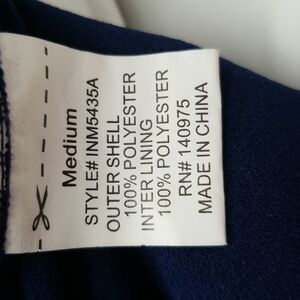 Medium
STYLE# INM5435A
OUTER SHELL
100% POLYESTER
INTER LINING
100% POLYESTER
RN# 140975
MADE IN CHINA